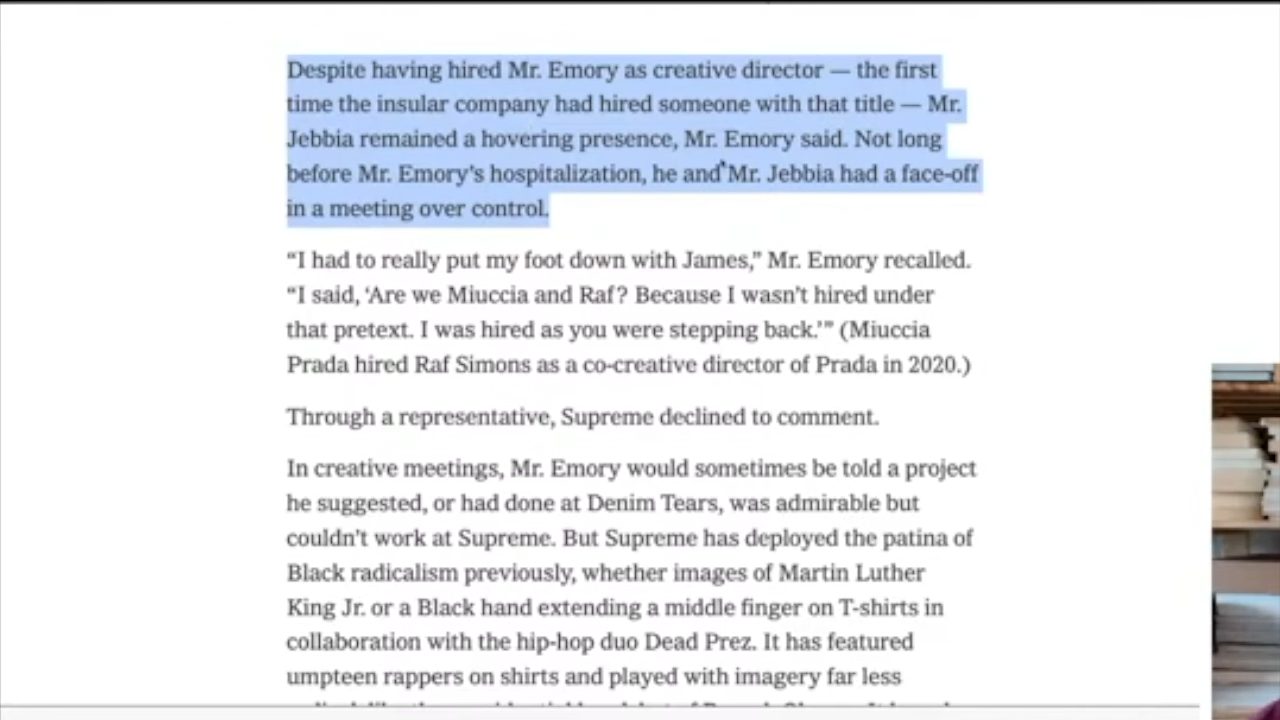 Despite having hired Mr. Emory as creative director — the first
time the insular company had hired someone with that title — Mr.
Jebbia remained a hovering presence, Mr. Emory said. Not long
before Mr. Emory’s hospitalization, he and Mr. Jebbia had a face-off
in a meeting over control.
“I had to really put my foot down with James,” Mr. Emory recalled.
“I said, ‘Are we Miuccia and Raf? Because I wasn’t hired under
that pretext. I was hired as you were stepping back.’” (Miuccia
Prada hired Raf Simons as a co-creative director of Prada in 2020.)
Through a representative, Supreme declined to comment.
In creative meetings, Mr. Emory would sometimes be told a project
he suggested, or had done at Denim Tears, was admirable but
couldn’t work at Supreme. But Supreme has deployed the patina of
Black radicalism previously, whether images of Martin Luther
King Jr. or a Black hand extending a middle finger on T-shirts in
collaboration with the hip-hop duo Dead Prez. It has featured
umpteen rappers on shirts and played with imagery far less